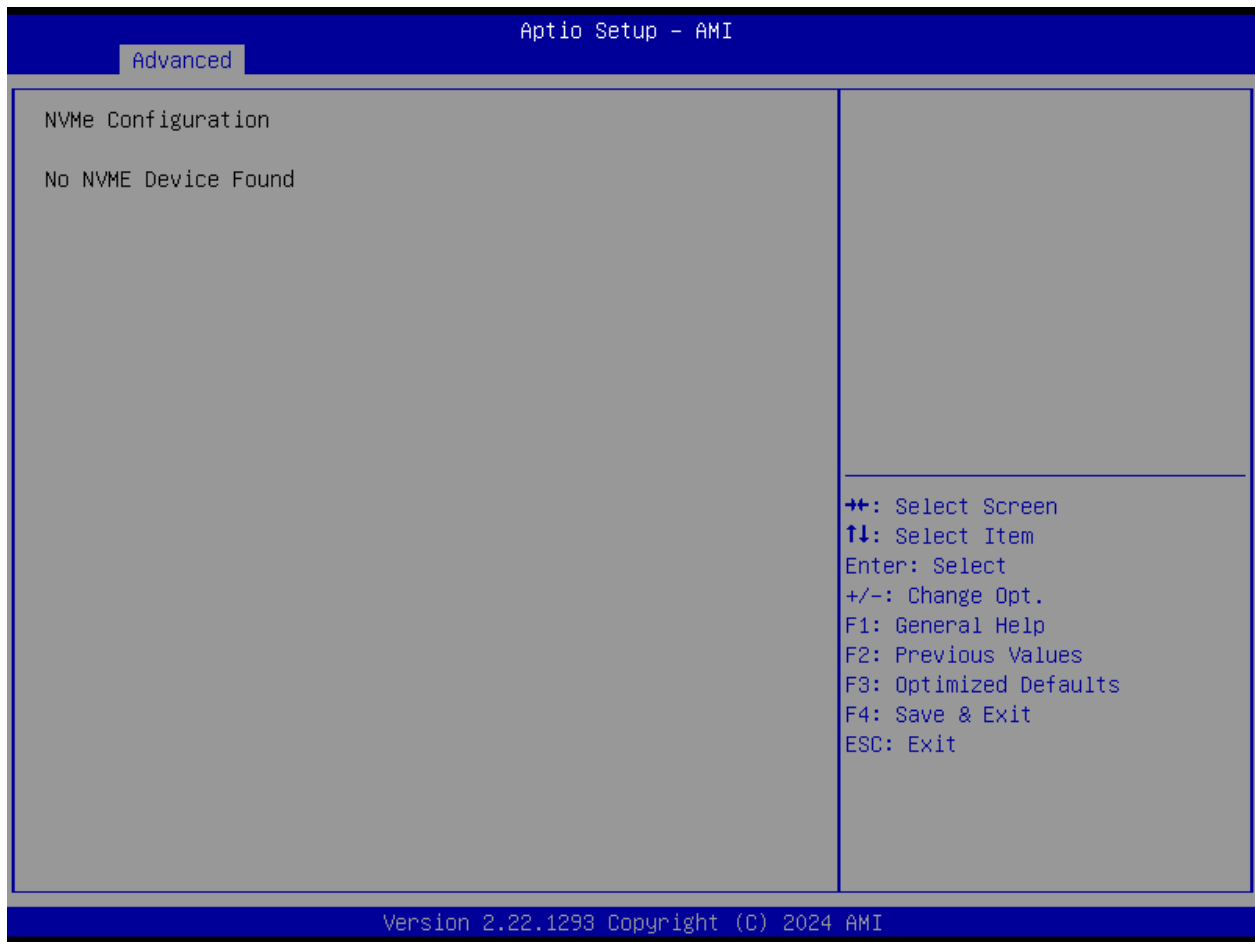 Aptio Setup – AMI
Advanced
NVMe Configuration
No NVME Device Found
→←: Select Screen
↑↓: Select Item
Enter: Select
+/-: Change Opt.
F1: General Help
F2: Previous Values
F3: Optimized Defaults
F4: Save & Exit
ESC: Exit
Version 2.22.1293 Copyright (C) 2024 AMI